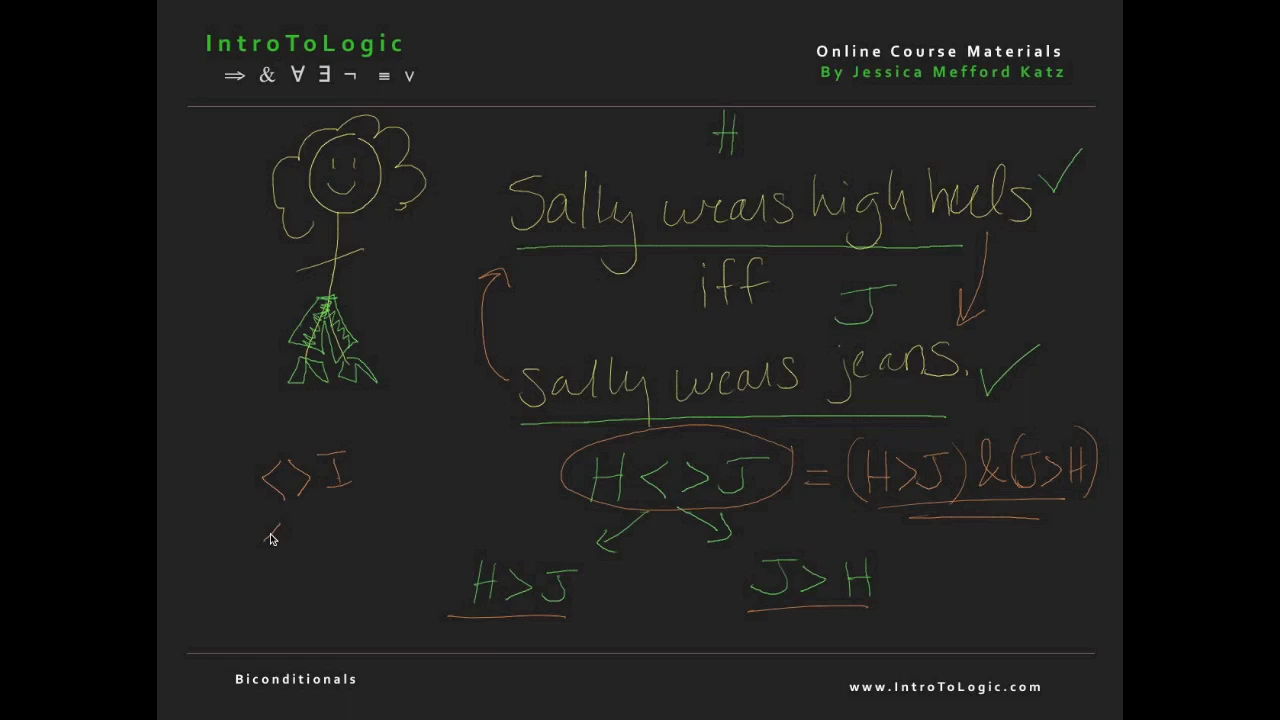 IntroToLogic
⇒ & ∀ ∃ ¬ ≡ ∨
Online Course Materials
By Jessica Mefford Katz
H
Sally wears high heels ✓
iff
J
Sally wears jeans. ✓
<> I
H <> J = (H > J) & (J > H)
H > J
J > H
Biconditionals
www.IntroToLogic.com